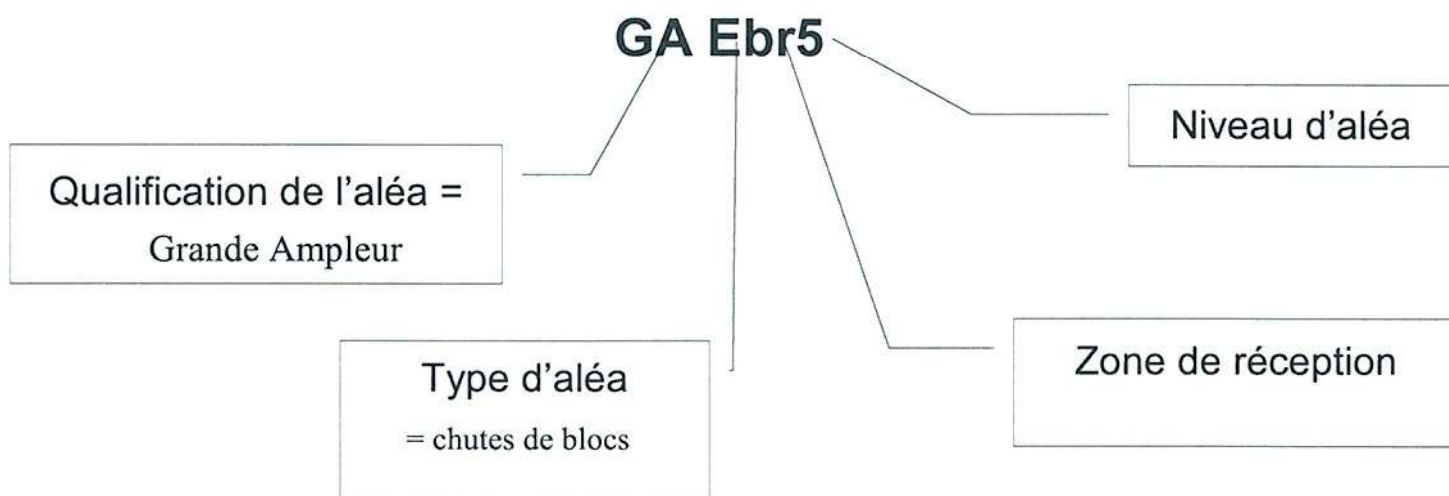 GA Ebr5
Niveau d'aléa
Qualification de l'aléa =
Grande Ampleur
Zone de réception
Type d'aléa
= chutes de blocs